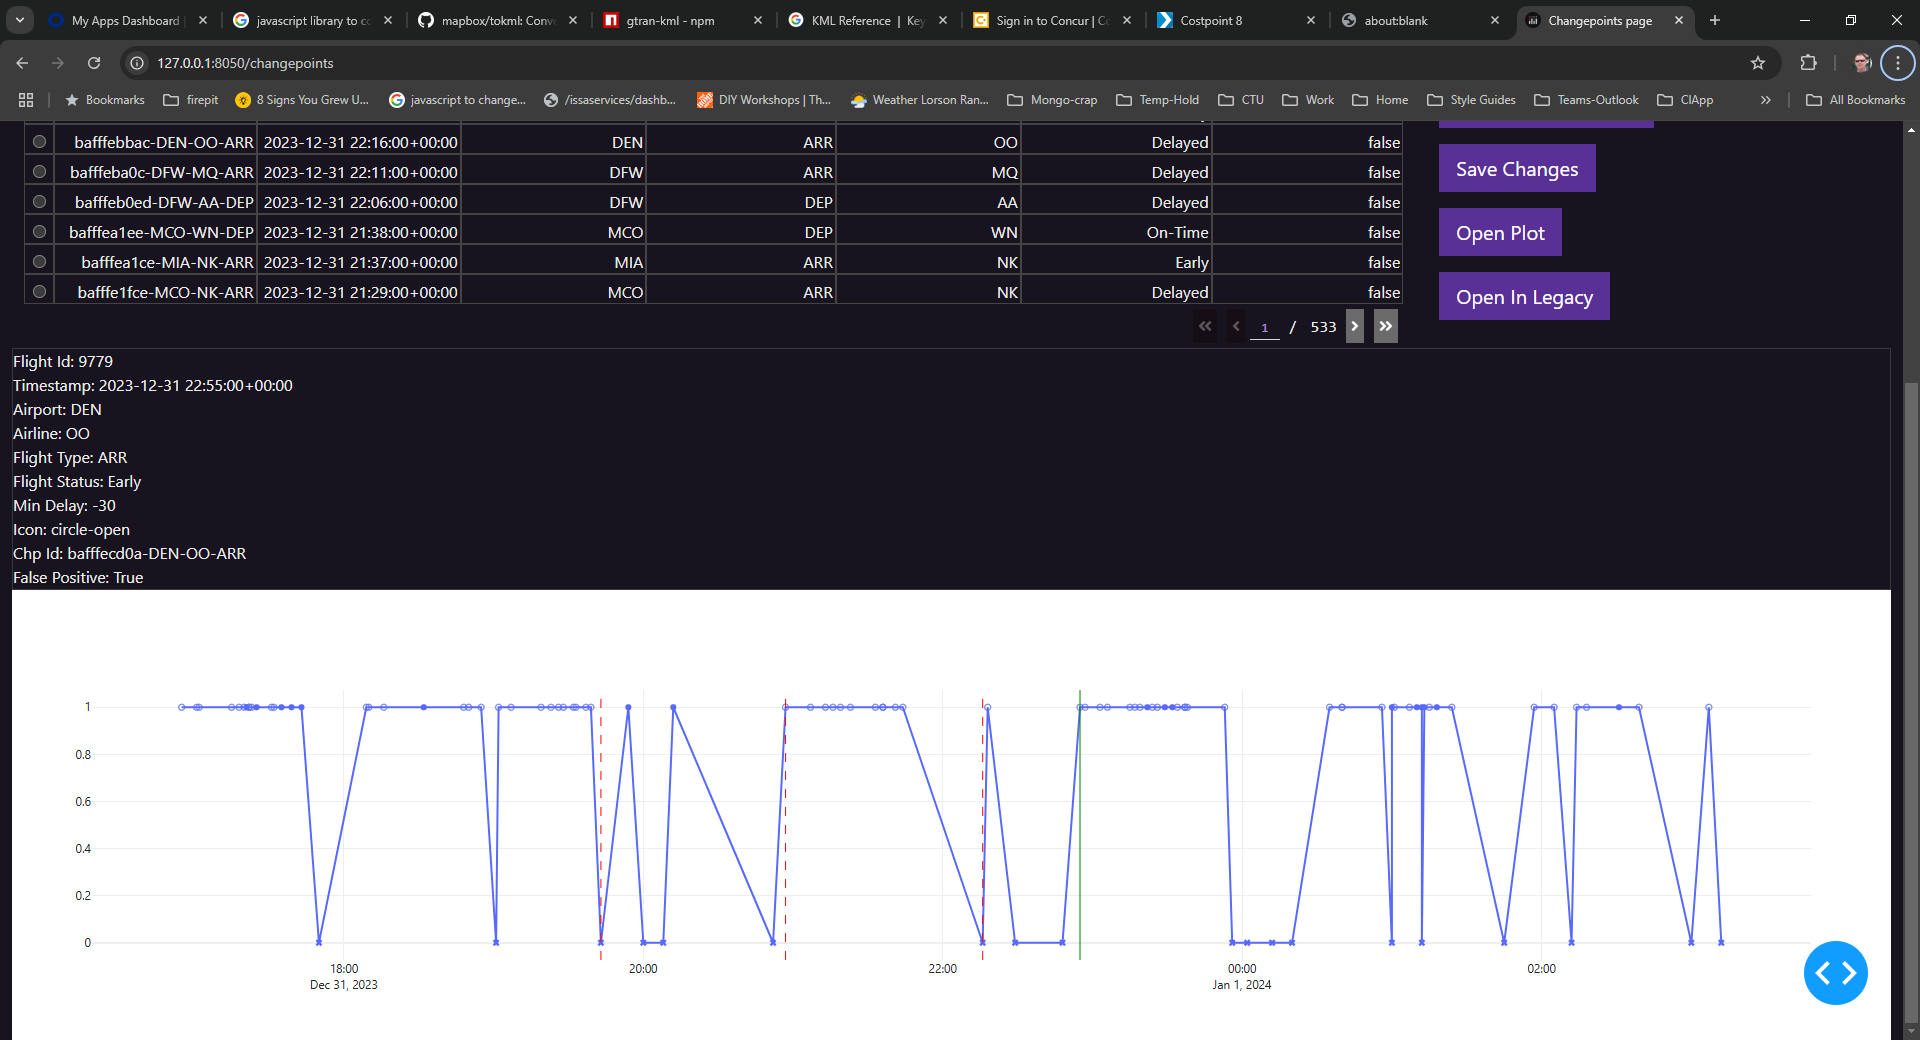 My Apps Dashboard
javascript library to co
mapbox/tokml: Conv
gtran-kml - npm
KML Reference | Key
Sign in to Concur | Co
Costpoint 8
about:blank
Changepoints page
127.0.0.1:8050/changepoints
Bookmarks
firepit
8 Signs You Grew U...
javascript to change...
/issaservices/dashb...
DIY Workshops | Th...
Weather Lorson Ran...
Mongo-crap
Temp-Hold
CTU
Work
Home
Style Guides
Teams-Outlook
CIApp
All Bookmarks
bafffebbac-DEN-OO-ARR 2023-12-31 22:16:00+00:00 DEN ARR OO Delayed false
bafffeba0c-DFW-MQ-ARR 2023-12-31 22:11:00+00:00 DFW ARR MQ Delayed false
bafffeb0ed-DFW-AA-DEP 2023-12-31 22:06:00+00:00 DFW DEP AA Delayed false
bafffea1ee-MCO-WN-DEP 2023-12-31 21:38:00+00:00 MCO DEP WN On-Time false
bafffea1ce-MIA-NK-ARR 2023-12-31 21:37:00+00:00 MIA ARR NK Early false
bafffe1fce-MCO-NK-ARR 2023-12-31 21:29:00+00:00 MCO ARR NK Delayed false
1 / 533
Save Changes
Open Plot
Open In Legacy
Flight Id: 9779
Timestamp: 2023-12-31 22:55:00+00:00
Airport: DEN
Airline: OO
Flight Type: ARR
Flight Status: Early
Min Delay: -30
Icon: circle-open
Chp Id: bafffecd0a-DEN-OO-ARR
False Positive: True
1
0.8
0.6
0.4
0.2
0
18:00
Dec 31, 2023
20:00
22:00
00:00
Jan 1, 2024
02:00